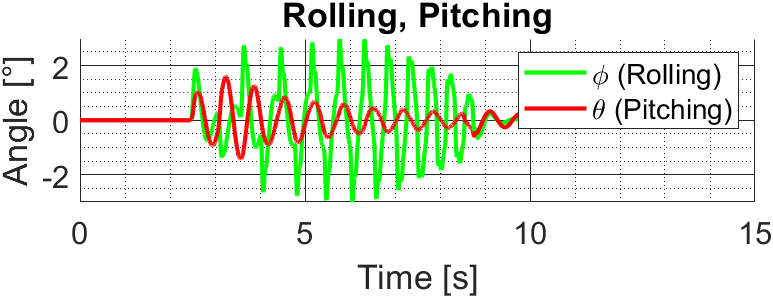 Rolling, Pitching
Angle [°]
2
0
-2
ϕ (Rolling)
θ (Pitching)
0 5 10 15
Time [s]